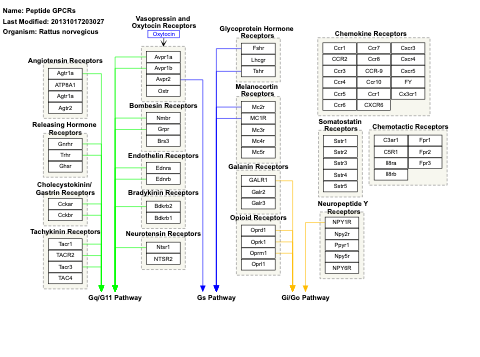 Name: Peptide GPCRs
Last Modified: 20131017203027
Organism: Rattus norvegicus
Angiotensin Receptors
Agtr1a
ATP6A1
Agtr1a
Agtr2
Releasing Hormone
Receptors
Gnrhr
Trhr
Ghsr
Cholecystokinin/
Gastrin Receptors
Cckar
Cckbr
Tachykinin Receptors
Tacr1
TACR2
Tacr3
TAC4
Gq/G11 Pathway
Vasopressin and
Oxytocin Receptors
Oxytocin
Avpr1a
Avpr1b
Avpr2
Oxtr
Bombesin Receptors
Nmbr
Grpr
Brs3
Endothelin Receptors
Ednra
Ednrb
Bradykinin Receptors
Bdkrb2
Bdkrb1
Neurotensin Receptors
Ntsr1
NTSR2
Glycoprotein Hormone
Receptors
Fshr
Lhcgr
Tshr
Melanocortin
Receptors
Mc2r
MC1R
Mc3r
Mc4r
Mc5r
Galanin Receptors
GALR1
Galr2
Galr3
Opioid Receptors
Oprd1
Oprk1
Oprm1
Oprl1
Gs Pathway
Chemokine Receptors
Ccr1 Ccr7 Cxcr3
CCR2 Ccr8 Cxcr4
Ccr3 CCR-9 Cxcr5
Ccr4 Ccr10 FY
Ccr5 Xcr1 Cx3cr1
Ccr6 CXCR6
Somatostatin
Receptors
Sstr1
Sstr2
Sstr3
Sstr4
Sstr5
Chemotactic Receptors
C3ar1 Fpr1
C5R1 Fpr2
Il8ra Fpr3
Il8rb
Neuropeptide Y
Receptors
NPY1R
Npy2r
Ppyr1
Npy5r
NPY6R
Gi/Go Pathway